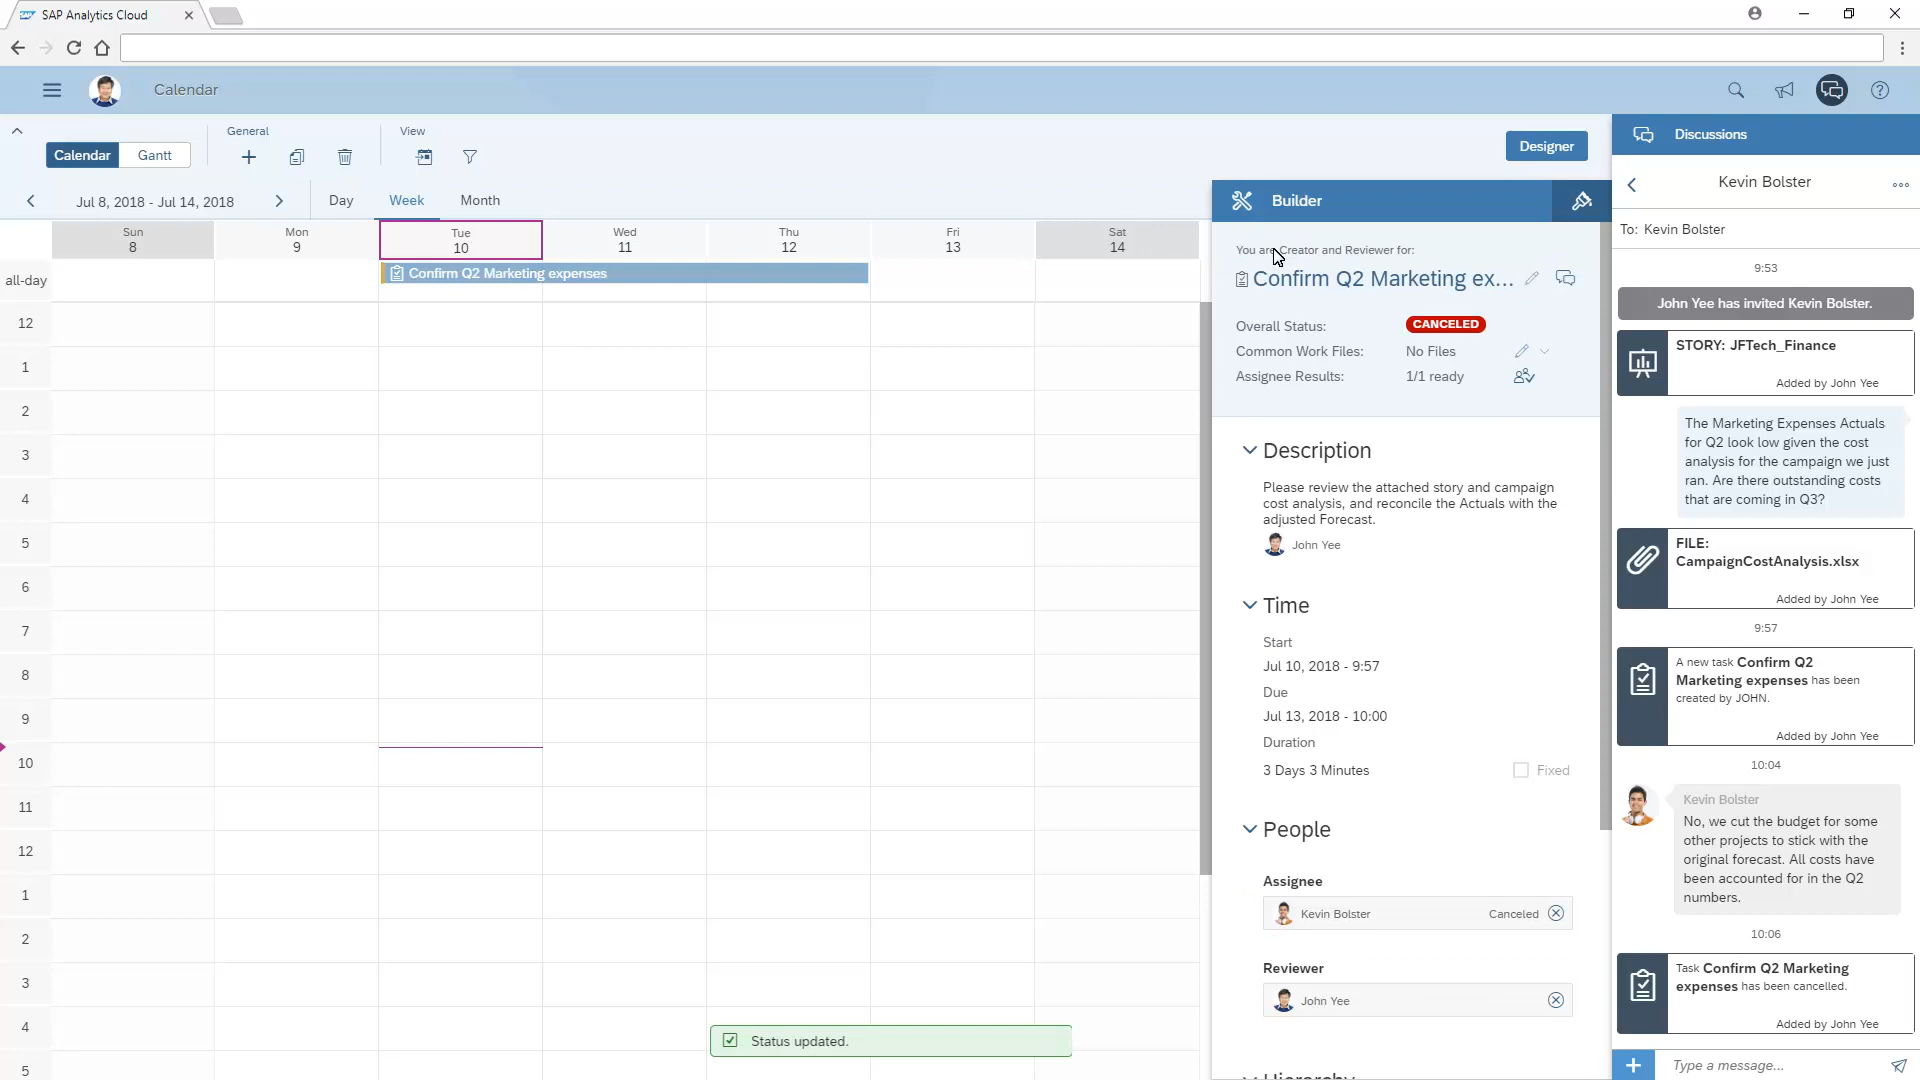 SAP Analytics Cloud
Calendar
General
View
Calendar
Gantt
Designer
Jul 8, 2018 - Jul 14, 2018
Day
Week
Month
Sun
8
Mon
9
Tue
10
Wed
11
Thu
12
Fri
13
Sat
14
all-day
Confirm Q2 Marketing expenses
12
1
2
3
4
5
6
7
8
9
10
11
12
1
2
3
4
5
Status updated.
Builder
You are Creator and Reviewer for:
Confirm Q2 Marketing ex...
Overall Status:
CANCELED
Common Work Files:
No Files
Assignee Results:
1/1 ready
Description
Please review the attached story and campaign
cost analysis, and reconcile the Actuals with the
adjusted Forecast.
John Yee
Time
Start
Jul 10, 2018 - 9:57
Due
Jul 13, 2018 - 10:00
Duration
3 Days 3 Minutes
Fixed
People
Assignee
Kevin Bolster
Canceled
Reviewer
John Yee
Hierarchy
Discussions
Kevin Bolster
To: Kevin Bolster
9:53
John Yee has invited Kevin Bolster.
STORY: JFTech_Finance
Added by John Yee
The Marketing Expenses Actuals
for Q2 look low given the cost
analysis for the campaign we just
ran. Are there outstanding costs
that are coming in Q3?
FILE:
CampaignCostAnalysis.xlsx
Added by John Yee
9:57
A new task Confirm Q2
Marketing expenses has been
created by JOHN.
Added by John Yee
10:04
Kevin Bolster
No, we cut the budget for some
other projects to stick with the
original forecast. All costs have
been accounted for in the Q2
numbers.
10:06
Task Confirm Q2 Marketing
expenses has been cancelled.
Added by John Yee
Type a message...